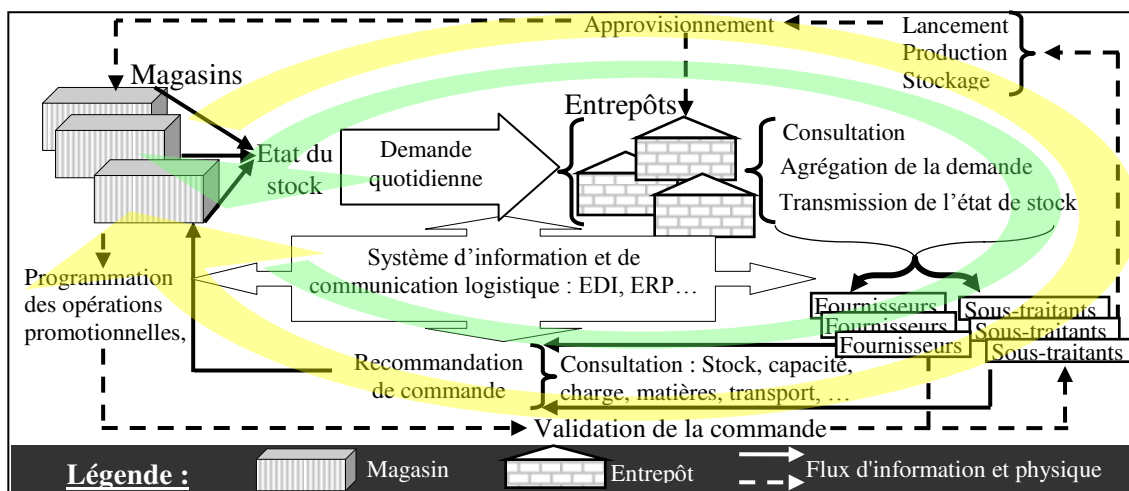 Approvisionnement
Lancement
Production
Stockage
Magasins
Entrepôts
Etat du
stock
Demande
quotidienne
Consultation
Agrégation de la demande
Transmission de l’état de stock
Système d’information et de
communication logistique : EDI, ERP…
Programmation
des opérations
promotionnelles,
Fournisseurs
Fournisseurs
Fournisseurs
Sous-traitants
Sous-traitants
Sous-traitants
Recommandation
de commande
Consultation : Stock, capacité,
charge, matières, transport, …
Validation de la commande
Légende :
Magasin
Entrepôt
Flux d'information et physique